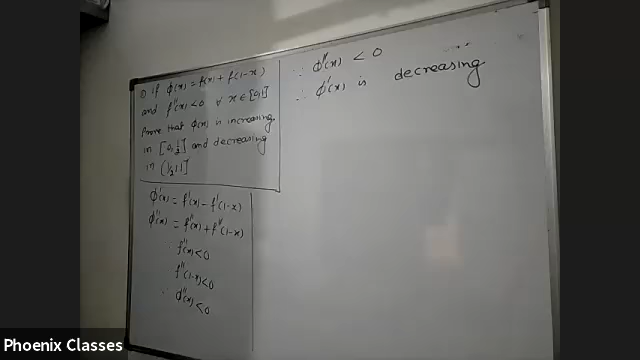 ① if φ(x) = f(x) + f(1-x)
and f''(x) < 0 ∀ x ∈ [0,1]
Prove that φ(x) is increasing
in [0,½] and decreasing
in (½,1]
φ'(x) = f'(x) - f'(1-x)
φ''(x) = f''(x) + f''(1-x)
∵ f''(x) < 0
f''(1-x) < 0
∴ φ''(x) < 0
∵ φ''(x) < 0
∴ φ'(x) is decreasing
Phoenix Classes